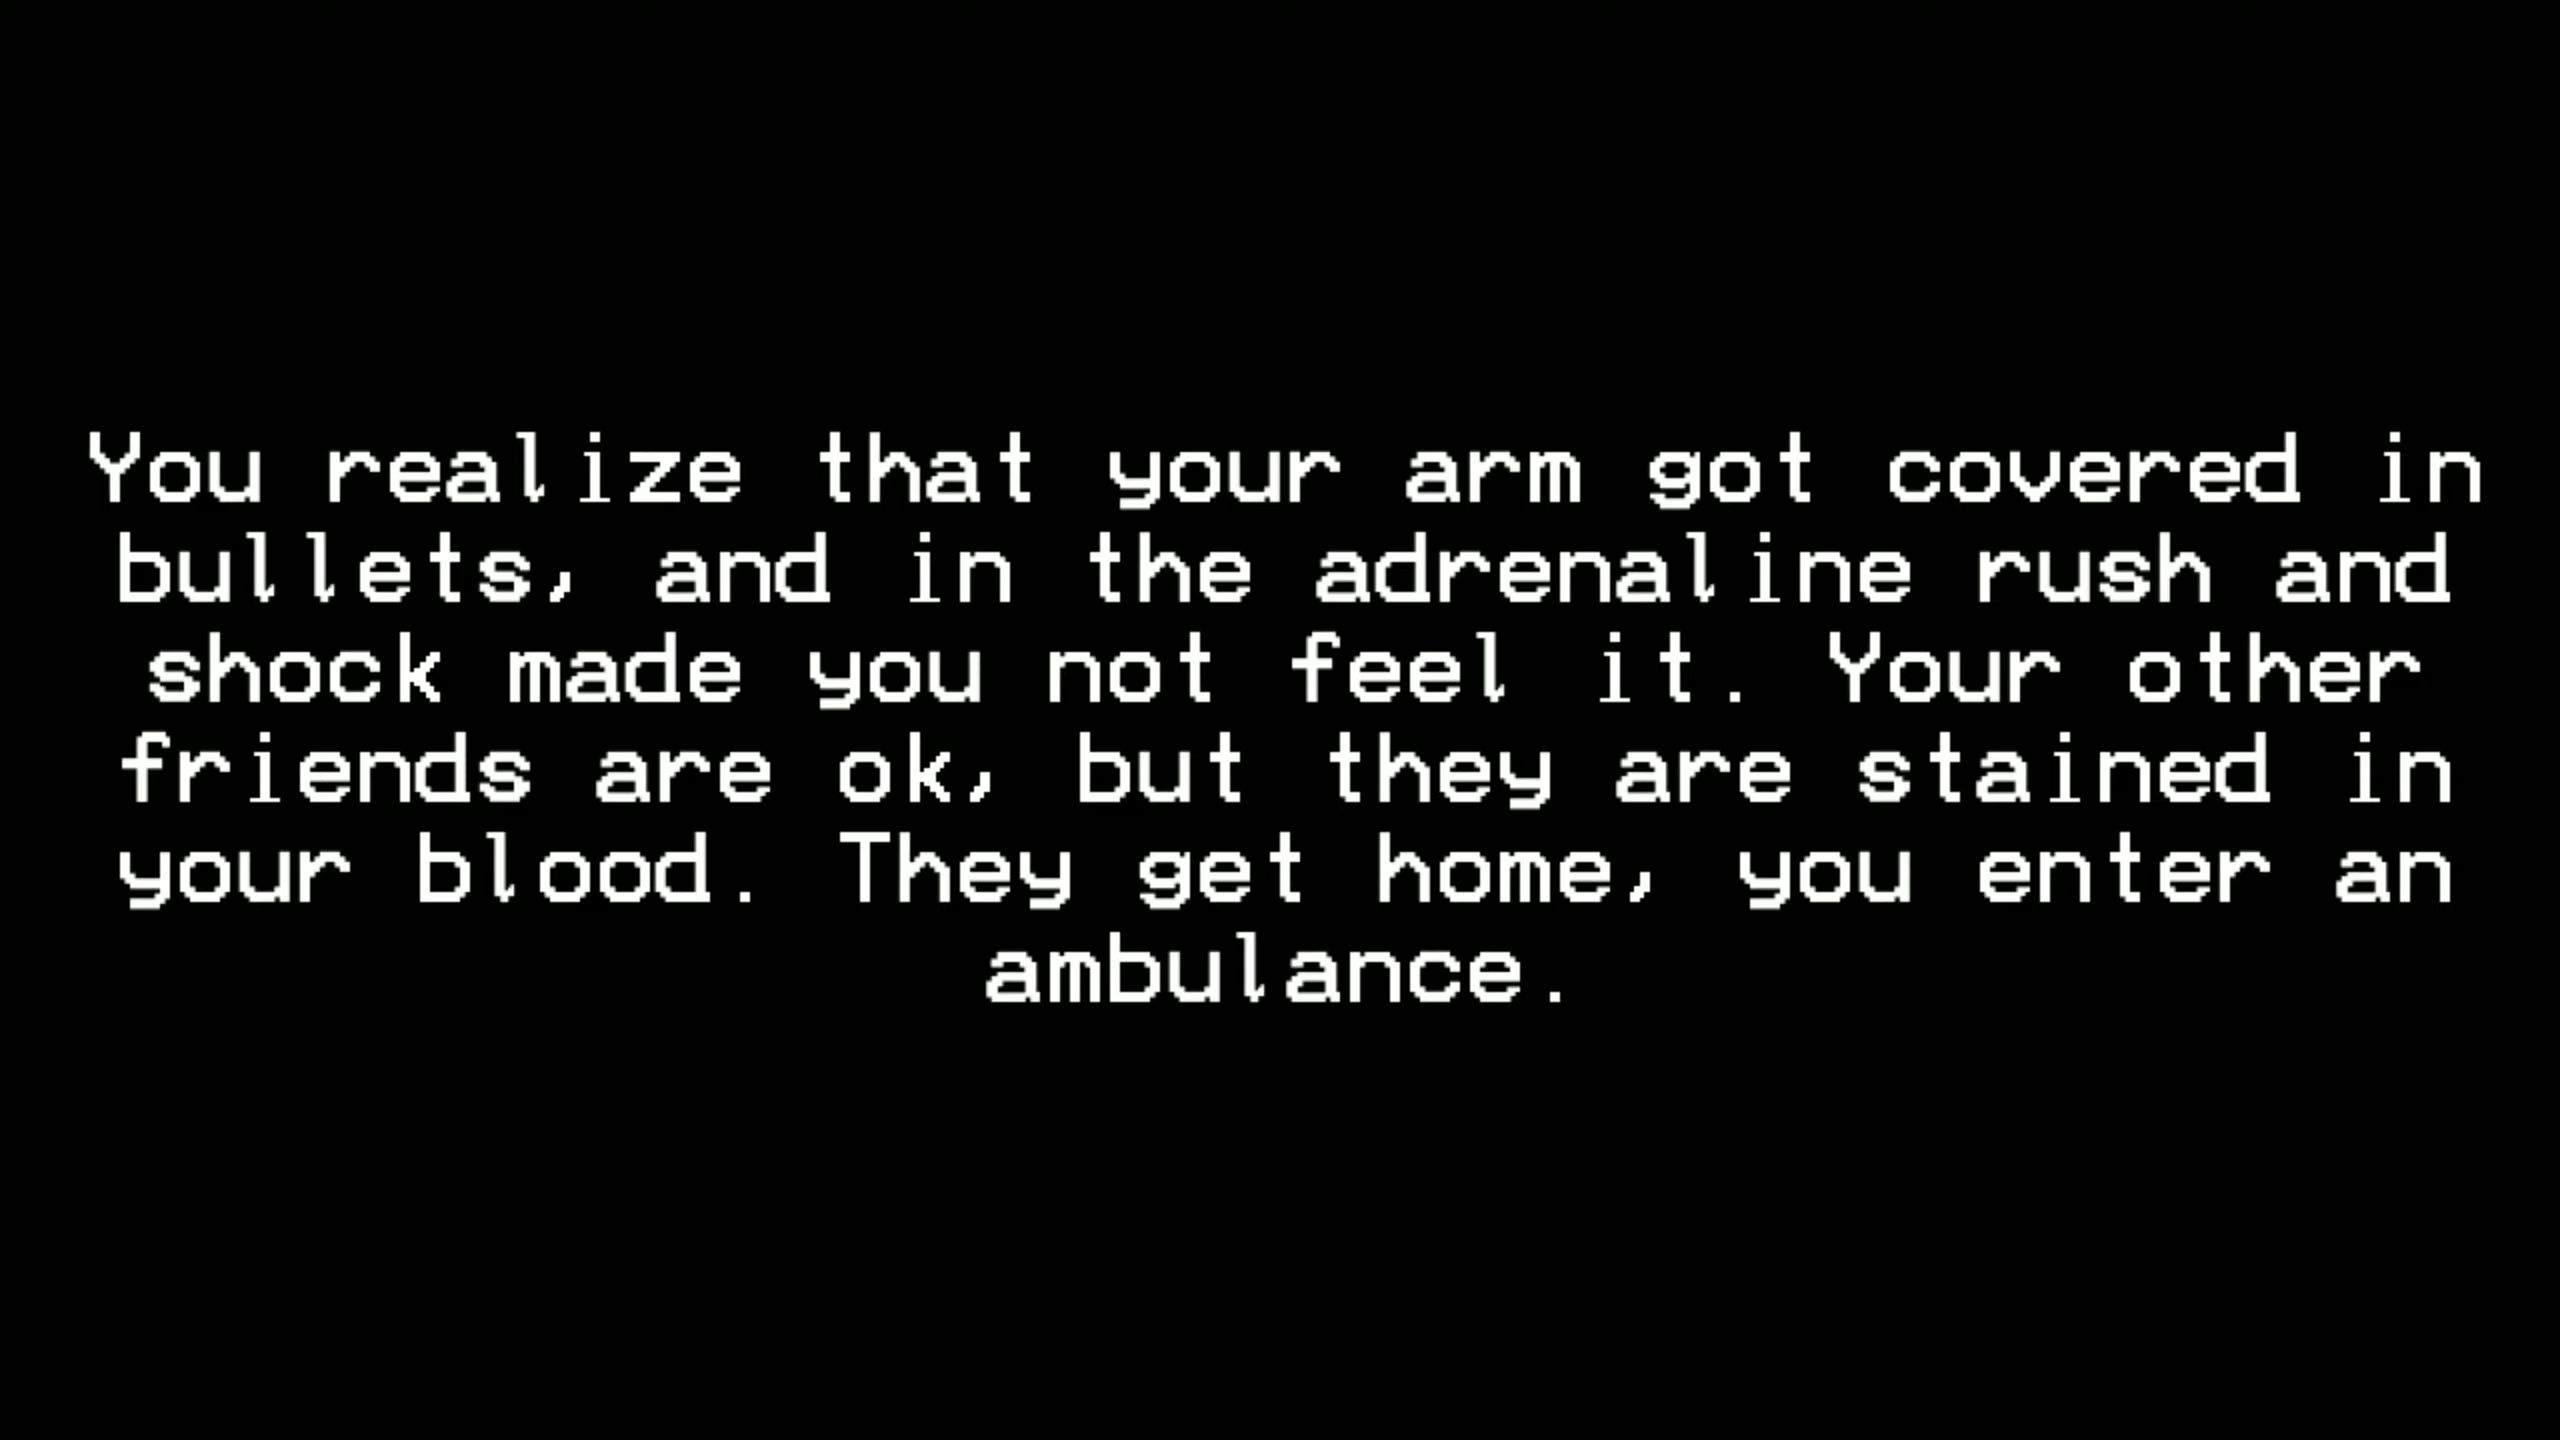 You realize that your arm got covered in
bullets, and in the adrenaline rush and
shock made you not feel it. Your other
friends are ok, but they are stained in
your blood. They get home, you enter an
ambulance.